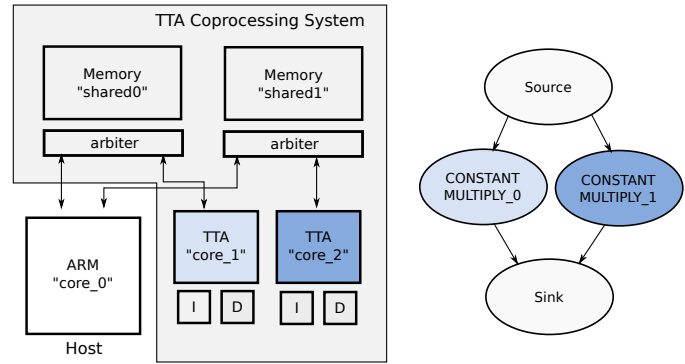 TTA Coprocessing System
Memory
"shared0"
Memory
"shared1"
arbiter
arbiter
ARM
"core_0"
Host
TTA
"core_1"
TTA
"core_2"
I
D
I
D
Source
CONSTANT
MULTIPLY_0
CONSTANT
MULTIPLY_1
Sink